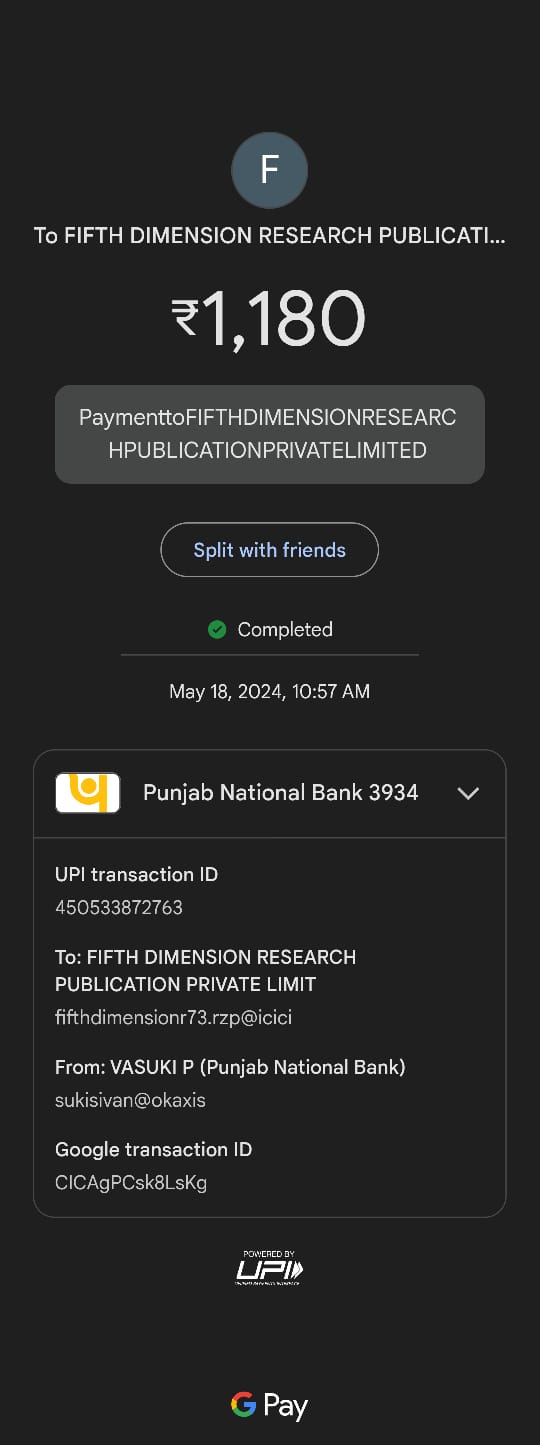 F
To FIFTH DIMENSION RESEARCH PUBLICATI...
₹1,180
PaymenttoFIFTHDIMENSIONRESEARC
HPUBLICATIONPRIVATELIMITED
Split with friends
Completed
May 18, 2024, 10:57 AM
Punjab National Bank 3934
UPI transaction ID
450533872763
To: FIFTH DIMENSION RESEARCH
PUBLICATION PRIVATE LIMIT
fifthdimensionr73.rzp@icici
From: VASUKI P (Punjab National Bank)
sukisivan@okaxis
Google transaction ID
CICAgPCsk8LsKg
POWERED BY
UPI
G Pay